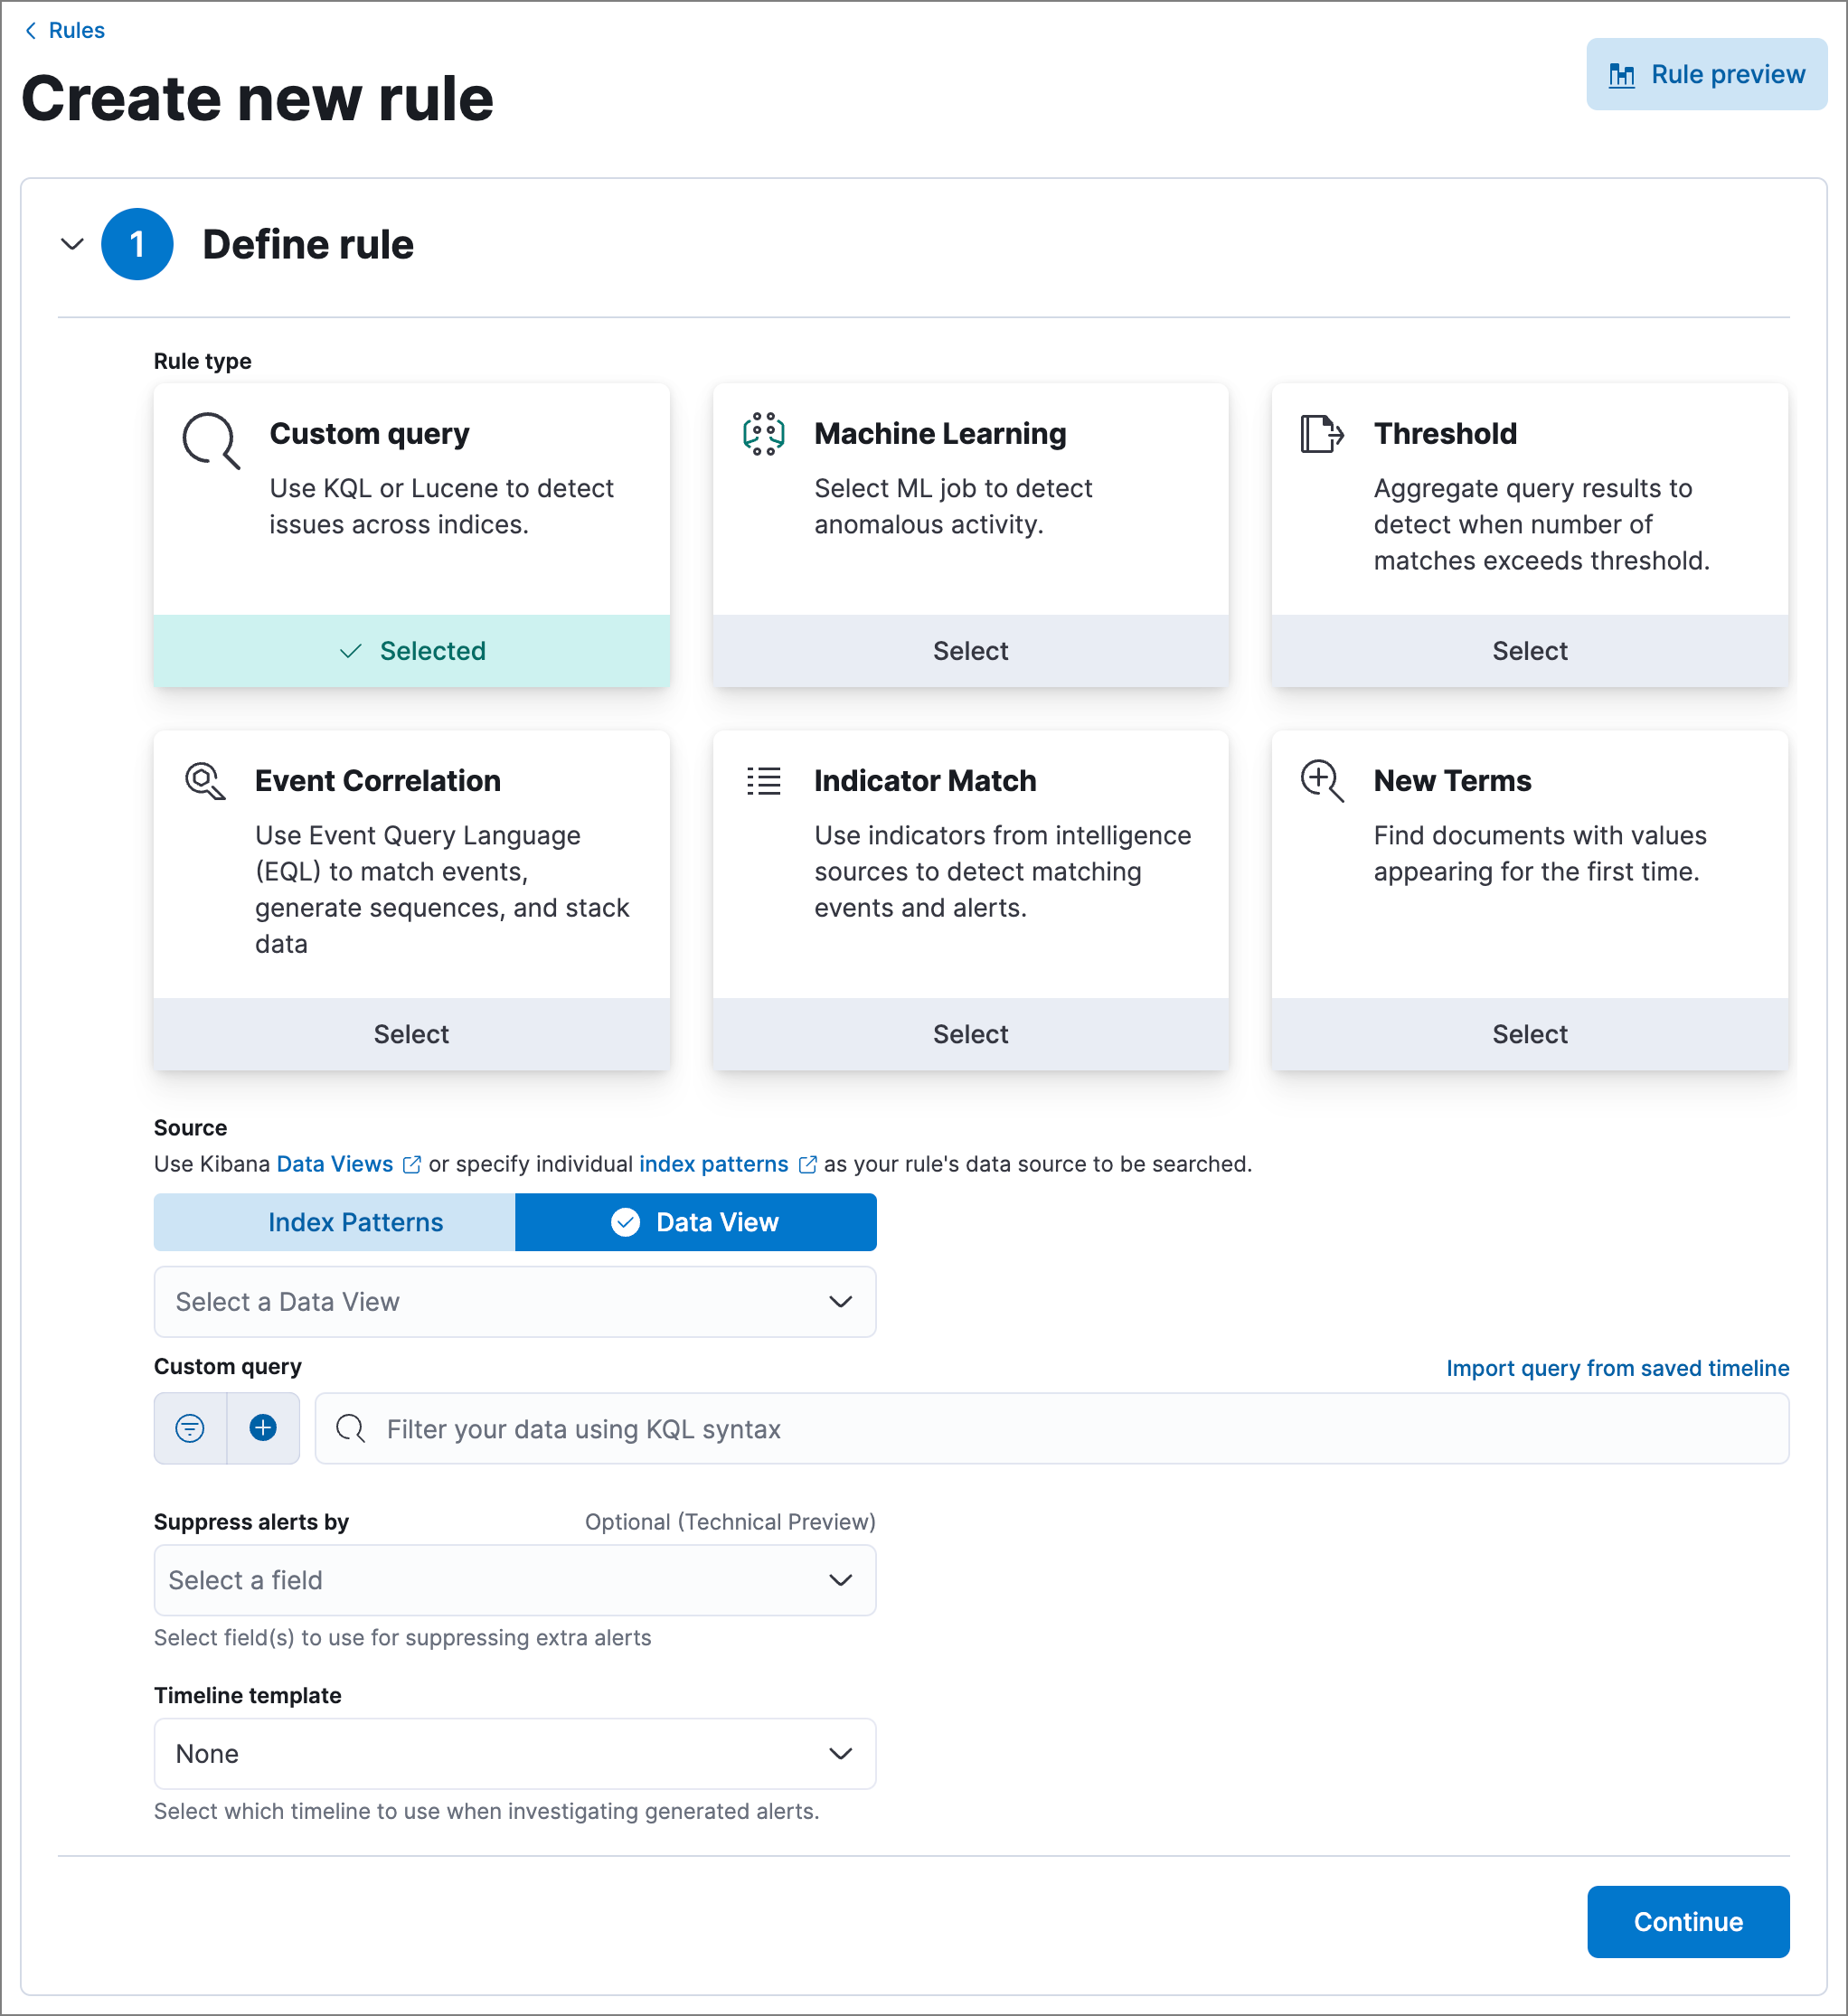 Rules
Create new rule
Rule preview
1
Define rule
Rule type
Custom query
Use KQL or Lucene to detect
issues across indices.
Selected
Machine Learning
Select ML job to detect
anomalous activity.
Select
Threshold
Aggregate query results to
detect when number of
matches exceeds threshold.
Select
Event Correlation
Use Event Query Language
(EQL) to match events,
generate sequences, and stack
data
Select
Indicator Match
Use indicators from intelligence
sources to detect matching
events and alerts.
Select
New Terms
Find documents with values
appearing for the first time.
Select
Source
Use Kibana Data Views or specify individual index patterns as your rule's data source to be searched.
Index Patterns
Data View
Select a Data View
Custom query
Import query from saved timeline
Filter your data using KQL syntax
Suppress alerts by
Optional (Technical Preview)
Select a field
Select field(s) to use for suppressing extra alerts
Timeline template
None
Select which timeline to use when investigating generated alerts.
Continue